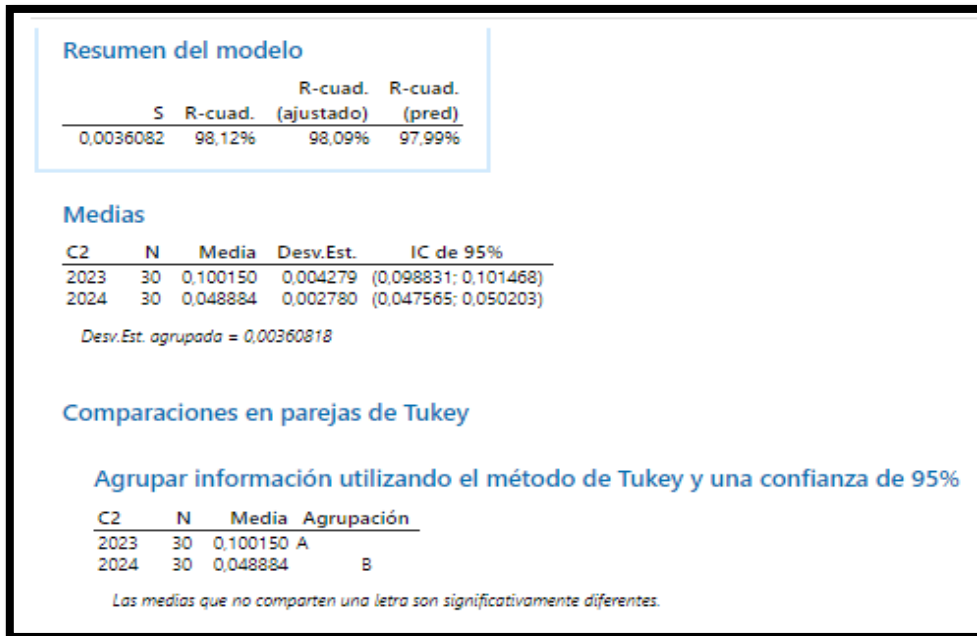 Resumen del modelo
R-cuad. R-cuad.
S R-cuad. (ajustado) (pred)
0,0036082 98,12% 98,09% 97,99%
Medias
C2 N Media Desv.Est. IC de 95%
2023 30 0,100150 0,004279 (0,098831; 0,101468)
2024 30 0,048884 0,002780 (0,047565; 0,050203)
Desv.Est. agrupada = 0,00360818
Comparaciones en parejas de Tukey
Agrupar información utilizando el método de Tukey y una confianza de 95%
C2 N Media Agrupación
2023 30 0,100150 A
2024 30 0,048884 B
Las medias que no comparten una letra son significativamente diferentes.